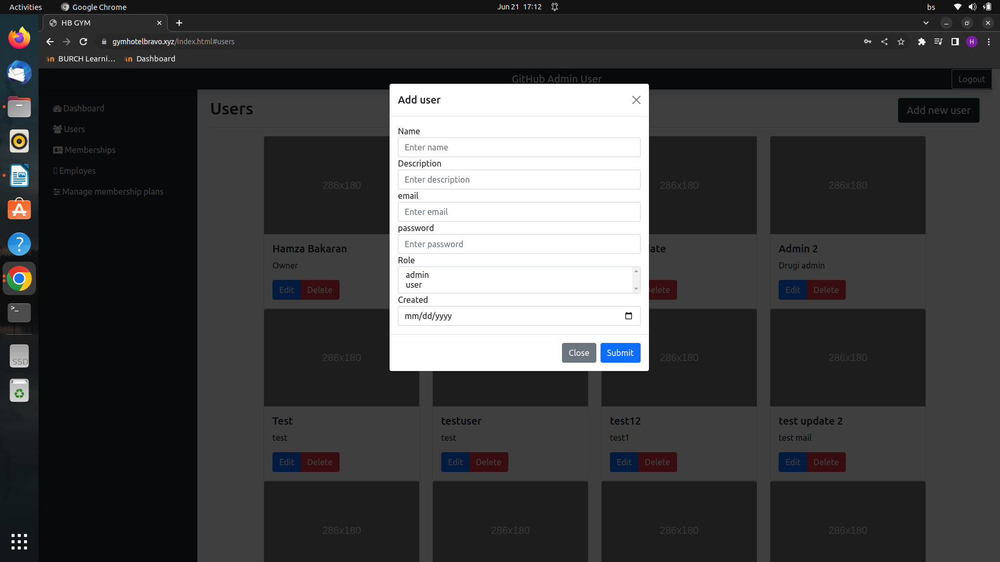 Activities
Google Chrome
Jun 21 17:12
bs
HB GYM
gymhotelbravo.xyz/index.html#users
H
BURCH Learni…
Dashboard
GitHub Admin User
Logout
Dashboard
Users
Memberships
Employes
Manage membership plans
Users
Add new user
Add user
Name
Enter name
Description
Enter description
email
Enter email
password
Enter password
Role
admin
user
Created
mm/dd/yyyy
Close
Submit
286x180
286x180
286x180
Hamza Bakaran
Owner
Edit
Delete
Admin 2
Drugi admin
Edit
Delete
286x180
286x180
286x180
Test
test
Edit
Delete
testuser
test
Edit
Delete
test12
test1
Edit
Delete
test update 2
test mail
Edit
Delete
286x180
286x180
286x180
286x180
SSD